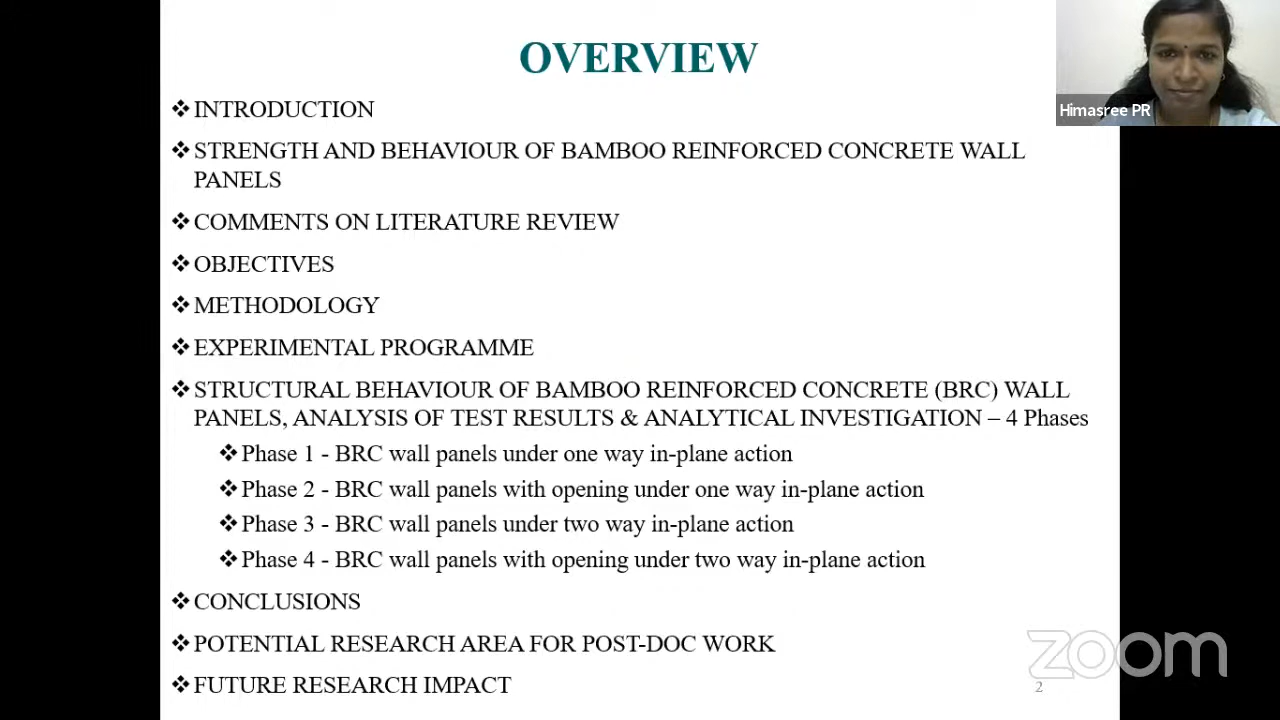 OVERVIEW
Himasree PR
❖INTRODUCTION
❖STRENGTH AND BEHAVIOUR OF BAMBOO REINFORCED CONCRETE WALL
PANELS
❖COMMENTS ON LITERATURE REVIEW
❖OBJECTIVES
❖METHODOLOGY
❖EXPERIMENTAL PROGRAMME
❖STRUCTURAL BEHAVIOUR OF BAMBOO REINFORCED CONCRETE (BRC) WALL
PANELS, ANALYSIS OF TEST RESULTS & ANALYTICAL INVESTIGATION – 4 Phases
❖Phase 1 - BRC wall panels under one way in-plane action
❖Phase 2 - BRC wall panels with opening under one way in-plane action
❖Phase 3 - BRC wall panels under two way in-plane action
❖Phase 4 - BRC wall panels with opening under two way in-plane action
❖CONCLUSIONS
❖POTENTIAL RESEARCH AREA FOR POST-DOC WORK
❖FUTURE RESEARCH IMPACT
zoom
2